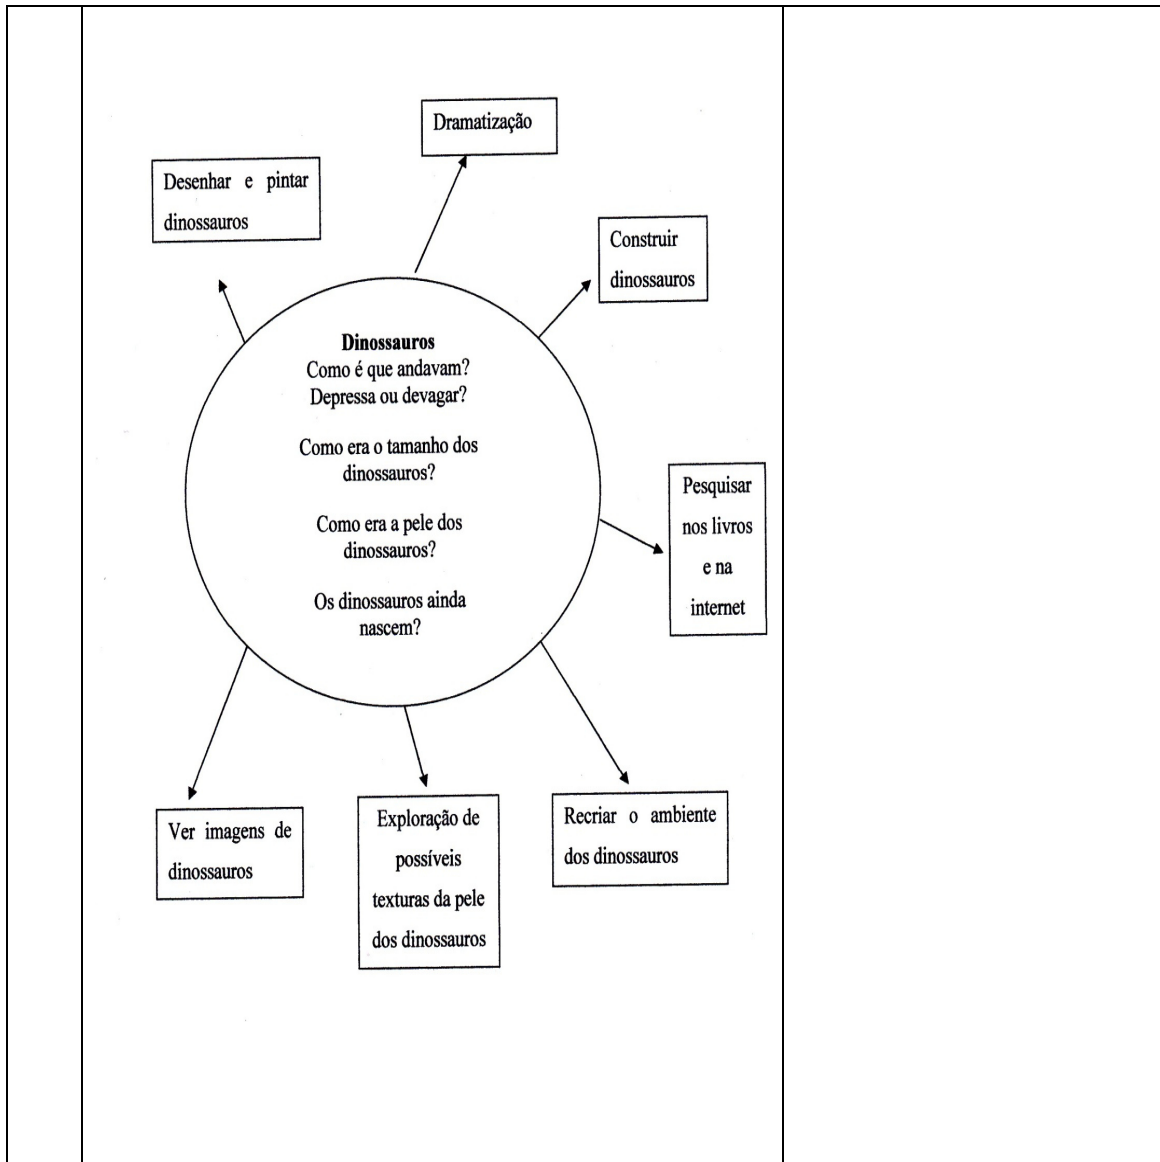 Dramatização
Desenhar e pintar
dinossauros
Construir
dinossauros
Dinossauros
Como é que andavam?
Depressa ou devagar?
Como era o tamanho dos
dinossauros?
Como era a pele dos
dinossauros?
Os dinossauros ainda
nascem?
Pesquisar
nos livros
e na
internet
Ver imagens de
dinossauros
Exploração de
possíveis
texturas da pele
dos dinossauros
Recriar o ambiente
dos dinossauros